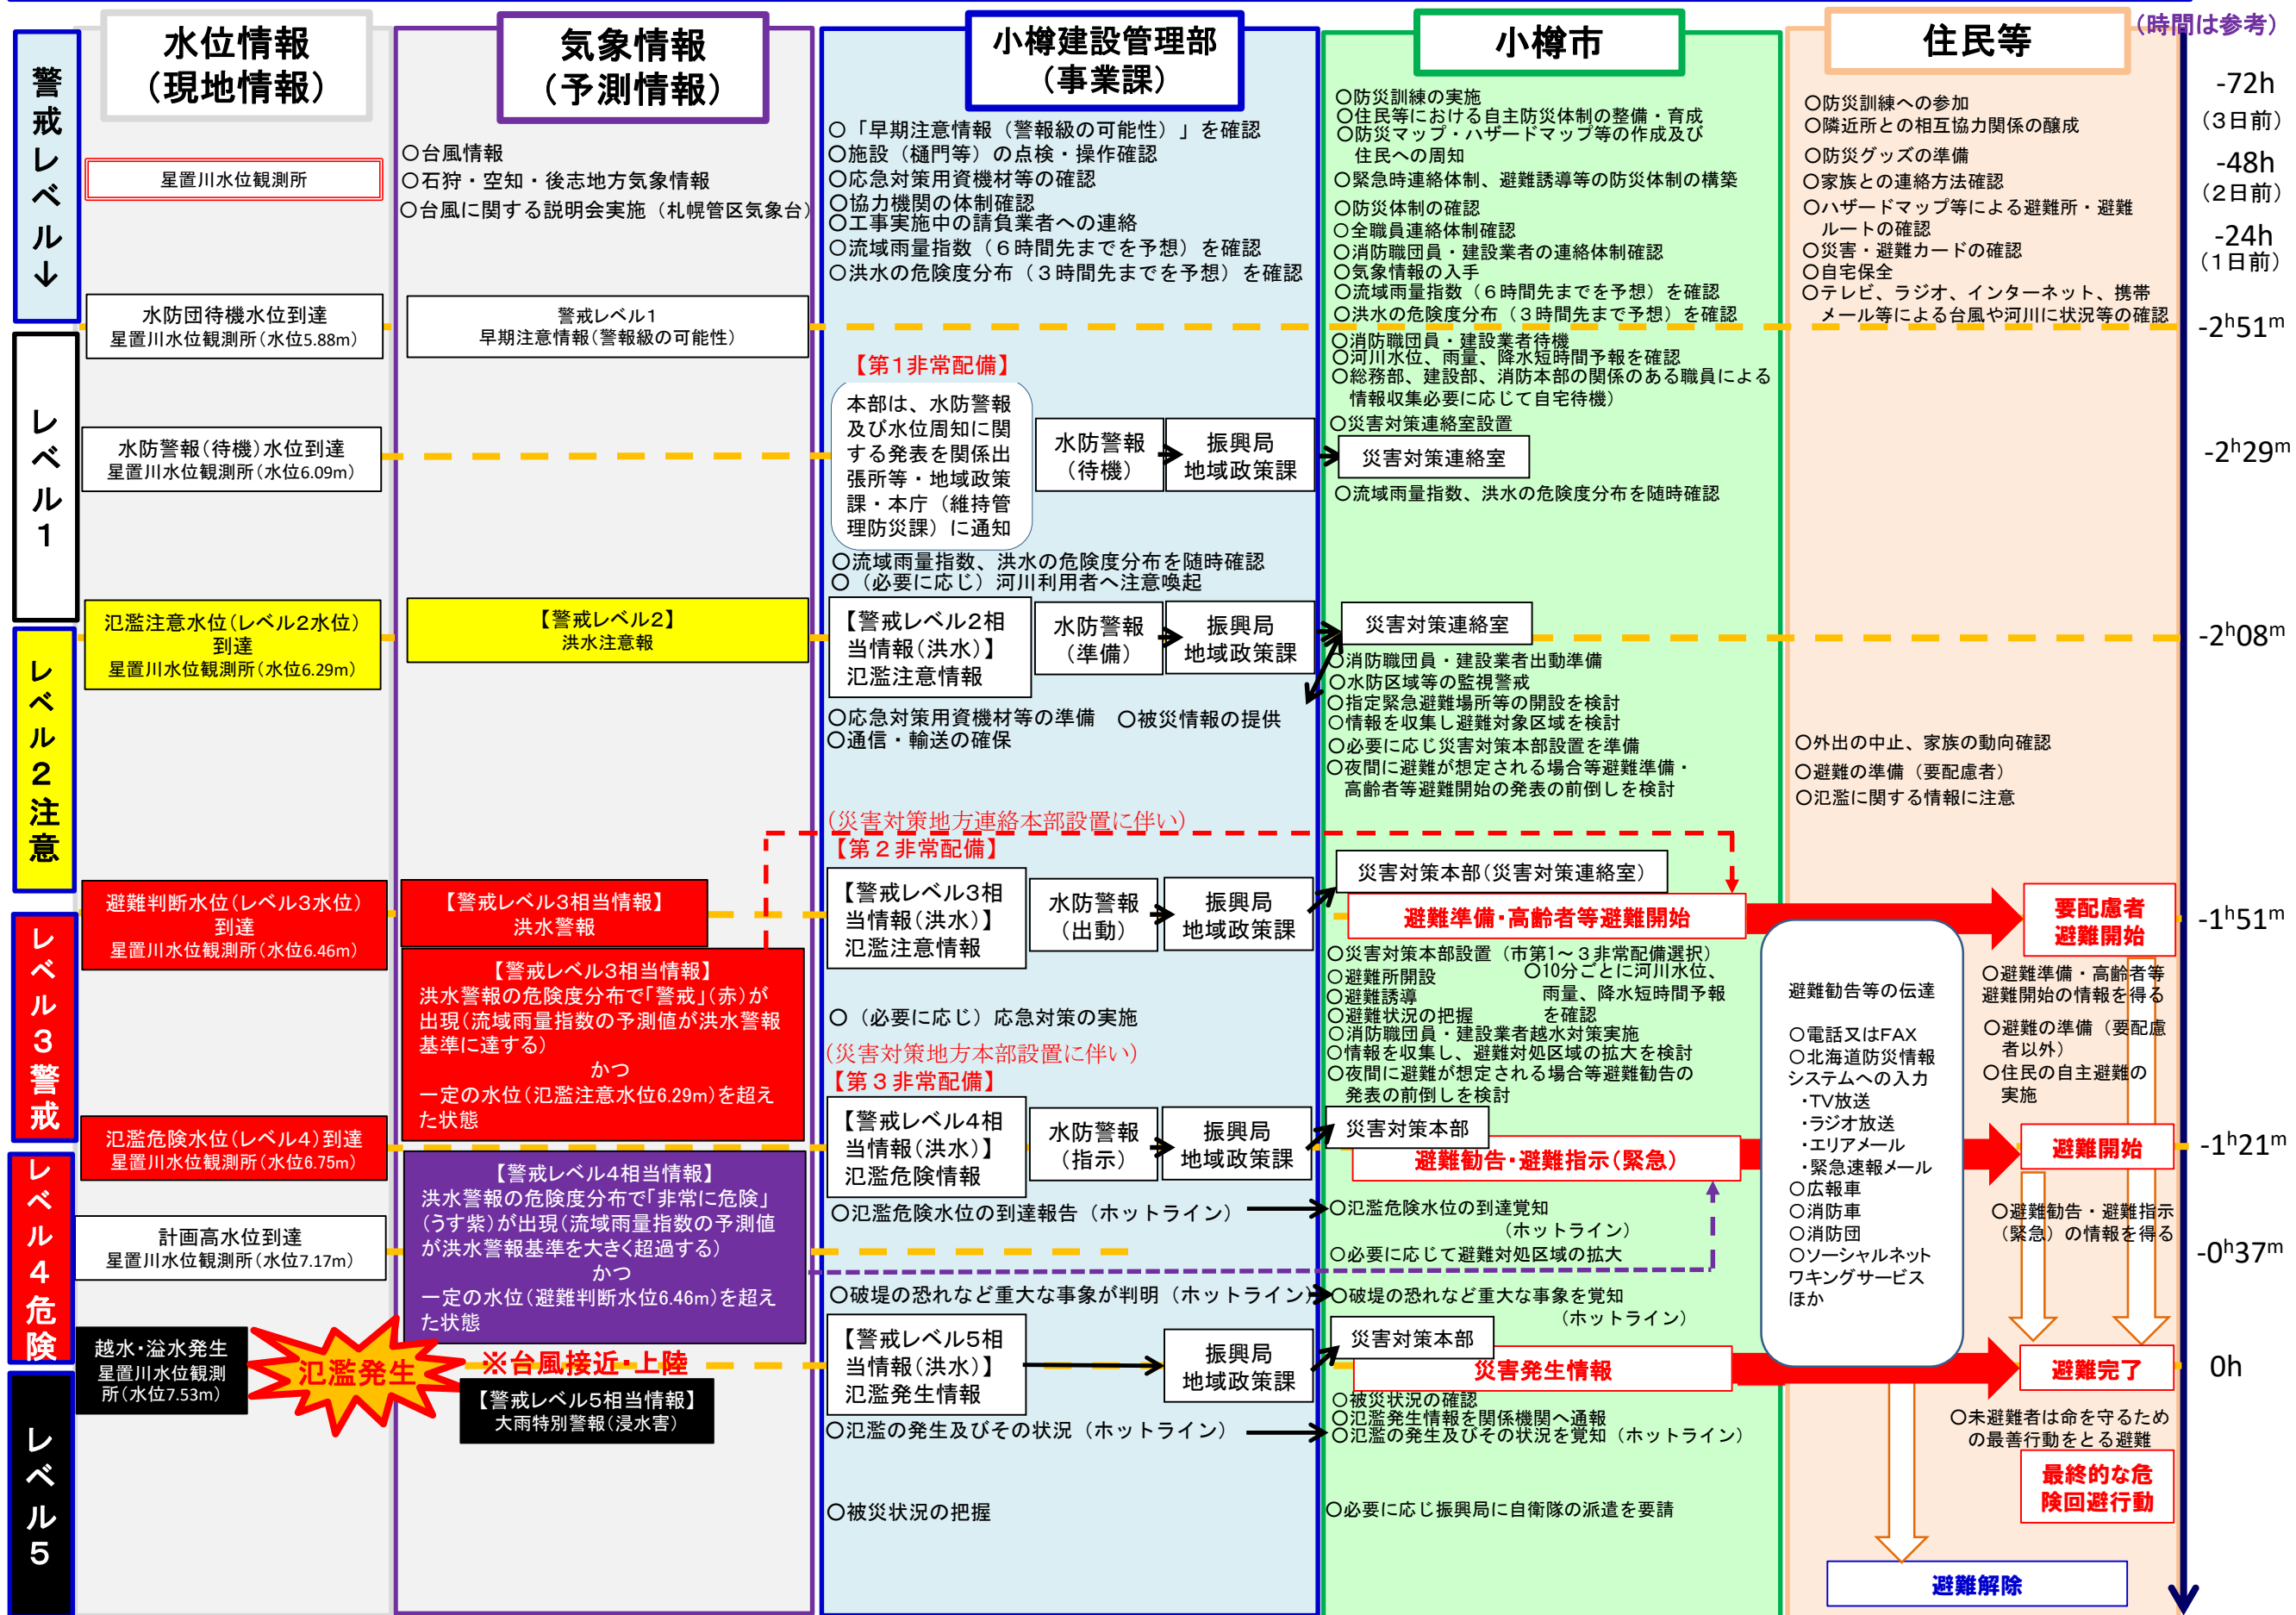 (時間は参考)
警戒レベル↓
水位情報
(現地情報)
気象情報
(予測情報)
小樽建設管理部
(事業課)
小樽市
住民等
星置川水位観測所
水防団待機水位到達
星置川水位観測所(水位5.88m)
水防警報(待機)水位到達
星置川水位観測所(水位6.09m)
氾濫注意水位(レベル2水位)
到達
星置川水位観測所(水位6.29m)
避難判断水位(レベル3水位)
到達
星置川水位観測所(水位6.46m)
氾濫危険水位(レベル4)到達
星置川水位観測所(水位6.75m)
計画高水位到達
星置川水位観測所(水位7.17m)
越水・溢水発生
星置川水位観測
所(水位7.53m)
氾濫発生
レベル1
レベル2注意
レベル3警戒
レベル4危険
レベル5
○台風情報
○石狩・空知・後志地方気象情報
○台風に関する説明会実施(札幌管区気象台)
警戒レベル1
早期注意情報(警報級の可能性)
【警戒レベル2】
洪水注意報
【警戒レベル3相当情報】
洪水警報
【警戒レベル3相当情報】
洪水警報の危険度分布で「警戒」(赤)が
出現(流域雨量指数の予測値が洪水警報
基準に達する)
かつ
一定の水位(氾濫注意水位6.29m)を超え
た状態
【警戒レベル4相当情報】
洪水警報の危険度分布で「非常に危険」
(うす紫)が出現(流域雨量指数の予測値
が洪水警報基準を大きく超過する)
かつ
一定の水位(避難判断水位6.46m)を超え
た状態
※台風接近・上陸
【警戒レベル5相当情報】
大雨特別警報(浸水害)
○「早期注意情報(警報級の可能性)」を確認
○施設(樋門等)の点検・操作確認
○応急対策用資機材等の確認
○協力機関の体制確認
○工事実施中の請負業者への連絡
○流域雨量指数(6時間先までを予想)を確認
○洪水の危険度分布(3時間先までを予想)を確認
【第1非常配備】
本部は、水防警報
及び水位周知に関
する発表を関係出
張所等・地域政策
課・本庁(維持管
理防災課)に通知
水防警報
(待機)
振興局
地域政策課
○流域雨量指数、洪水の危険度分布を随時確認
○(必要に応じ)河川利用者へ注意喚起
【警戒レベル2相
当情報(洪水)】
氾濫注意情報
水防警報
(準備)
振興局
地域政策課
○応急対策用資機材等の準備 ○被災情報の提供
○通信・輸送の確保
(災害対策地方連絡本部設置に伴い)
【第2非常配備】
【警戒レベル3相
当情報(洪水)】
氾濫注意情報
水防警報
(出動)
振興局
地域政策課
○(必要に応じ)応急対策の実施
(災害対策地方本部設置に伴い)
【第3非常配備】
【警戒レベル4相
当情報(洪水)】
氾濫危険情報
水防警報
(指示)
振興局
地域政策課
○氾濫危険水位の到達報告(ホットライン)
○破堤の恐れなど重大な事象が判明(ホットライン)
【警戒レベル5相
当情報(洪水)】
氾濫発生情報
振興局
地域政策課
○氾濫の発生及びその状況(ホットライン)
○被災状況の把握
○防災訓練の実施
○住民等における自主防災体制の整備・育成
○防災マップ・ハザードマップ等の作成及び
住民への周知
○緊急時連絡体制、避難誘導等の防災体制の構築
○防災体制の確認
○全職員連絡体制確認
○消防職団員・建設業者の連絡体制確認
○気象情報の入手
○流域雨量指数(6時間先までを予想)を確認
○洪水の危険度分布(3時間先まで予想)を確認
○消防職団員・建設業者待機
○河川水位、雨量、降水短時間予報を確認
○総務部、建設部、消防本部の関係のある職員による
情報収集必要に応じて自宅待機)
○災害対策連絡室設置
災害対策連絡室
○流域雨量指数、洪水の危険度分布を随時確認
災害対策連絡室
○消防職団員・建設業者出動準備
○水防区域等の監視警戒
○指定緊急避難場所等の開設を検討
○情報を収集し避難対象区域を検討
○必要に応じ災害対策本部設置を準備
○夜間に避難が想定される場合等避難準備・
高齢者等避難開始の発表の前倒しを検討
災害対策本部(災害対策連絡室)
避難準備・高齢者等避難開始
○災害対策本部設置(市第1～3非常配備選択)
○避難所開設
○避難誘導
○避難状況の把握
○10分ごとに河川水位、
雨量、降水短時間予報
を確認
○消防職団員・建設業者越水対策実施
○情報を収集し、避難対処区域の拡大を検討
○夜間に避難が想定される場合等避難勧告の
発表の前倒しを検討
災害対策本部
避難勧告・避難指示(緊急)
○氾濫危険水位の到達覚知
(ホットライン)
○必要に応じて避難対処区域の拡大
○破堤の恐れなど重大な事象を覚知
(ホットライン)
災害対策本部
災害発生情報
○被災状況の確認
○氾濫発生情報を関係機関へ通報
○氾濫の発生及びその状況を覚知(ホットライン)
○必要に応じ振興局に自衛隊の派遣を要請
○防災訓練への参加
○隣近所との相互協力関係の醸成
○防災グッズの準備
○家族との連絡方法確認
○ハザードマップ等による避難所・避難
ルートの確認
○災害・避難カードの確認
○自宅保全
○テレビ、ラジオ、インターネット、携帯
メール等による台風や河川に状況等の確認
○外出の中止、家族の動向確認
○避難の準備(要配慮者)
○氾濫に関する情報に注意
要配慮者
避難開始
避難勧告等の伝達
○電話又はFAX
○北海道防災情報
システムへの入力
・TV放送
・ラジオ放送
・エリアメール
・緊急速報メール
○広報車
○消防車
○消防団
○ソーシャルネット
ワキングサービス
ほか
○避難準備・高齢者等
避難開始の情報を得る
○避難の準備(要配慮
者以外)
○住民の自主避難の
実施
避難開始
○避難勧告・避難指示
(緊急)の情報を得る
避難完了
○未避難者は命を守るため
の最善行動をとる避難
最終的な危
険回避行動
避難解除
-72h
(3日前)
-48h
(2日前)
-24h
(1日前)
-2h51m
-2h29m
-2h08m
-1h51m
-1h21m
-0h37m
0h